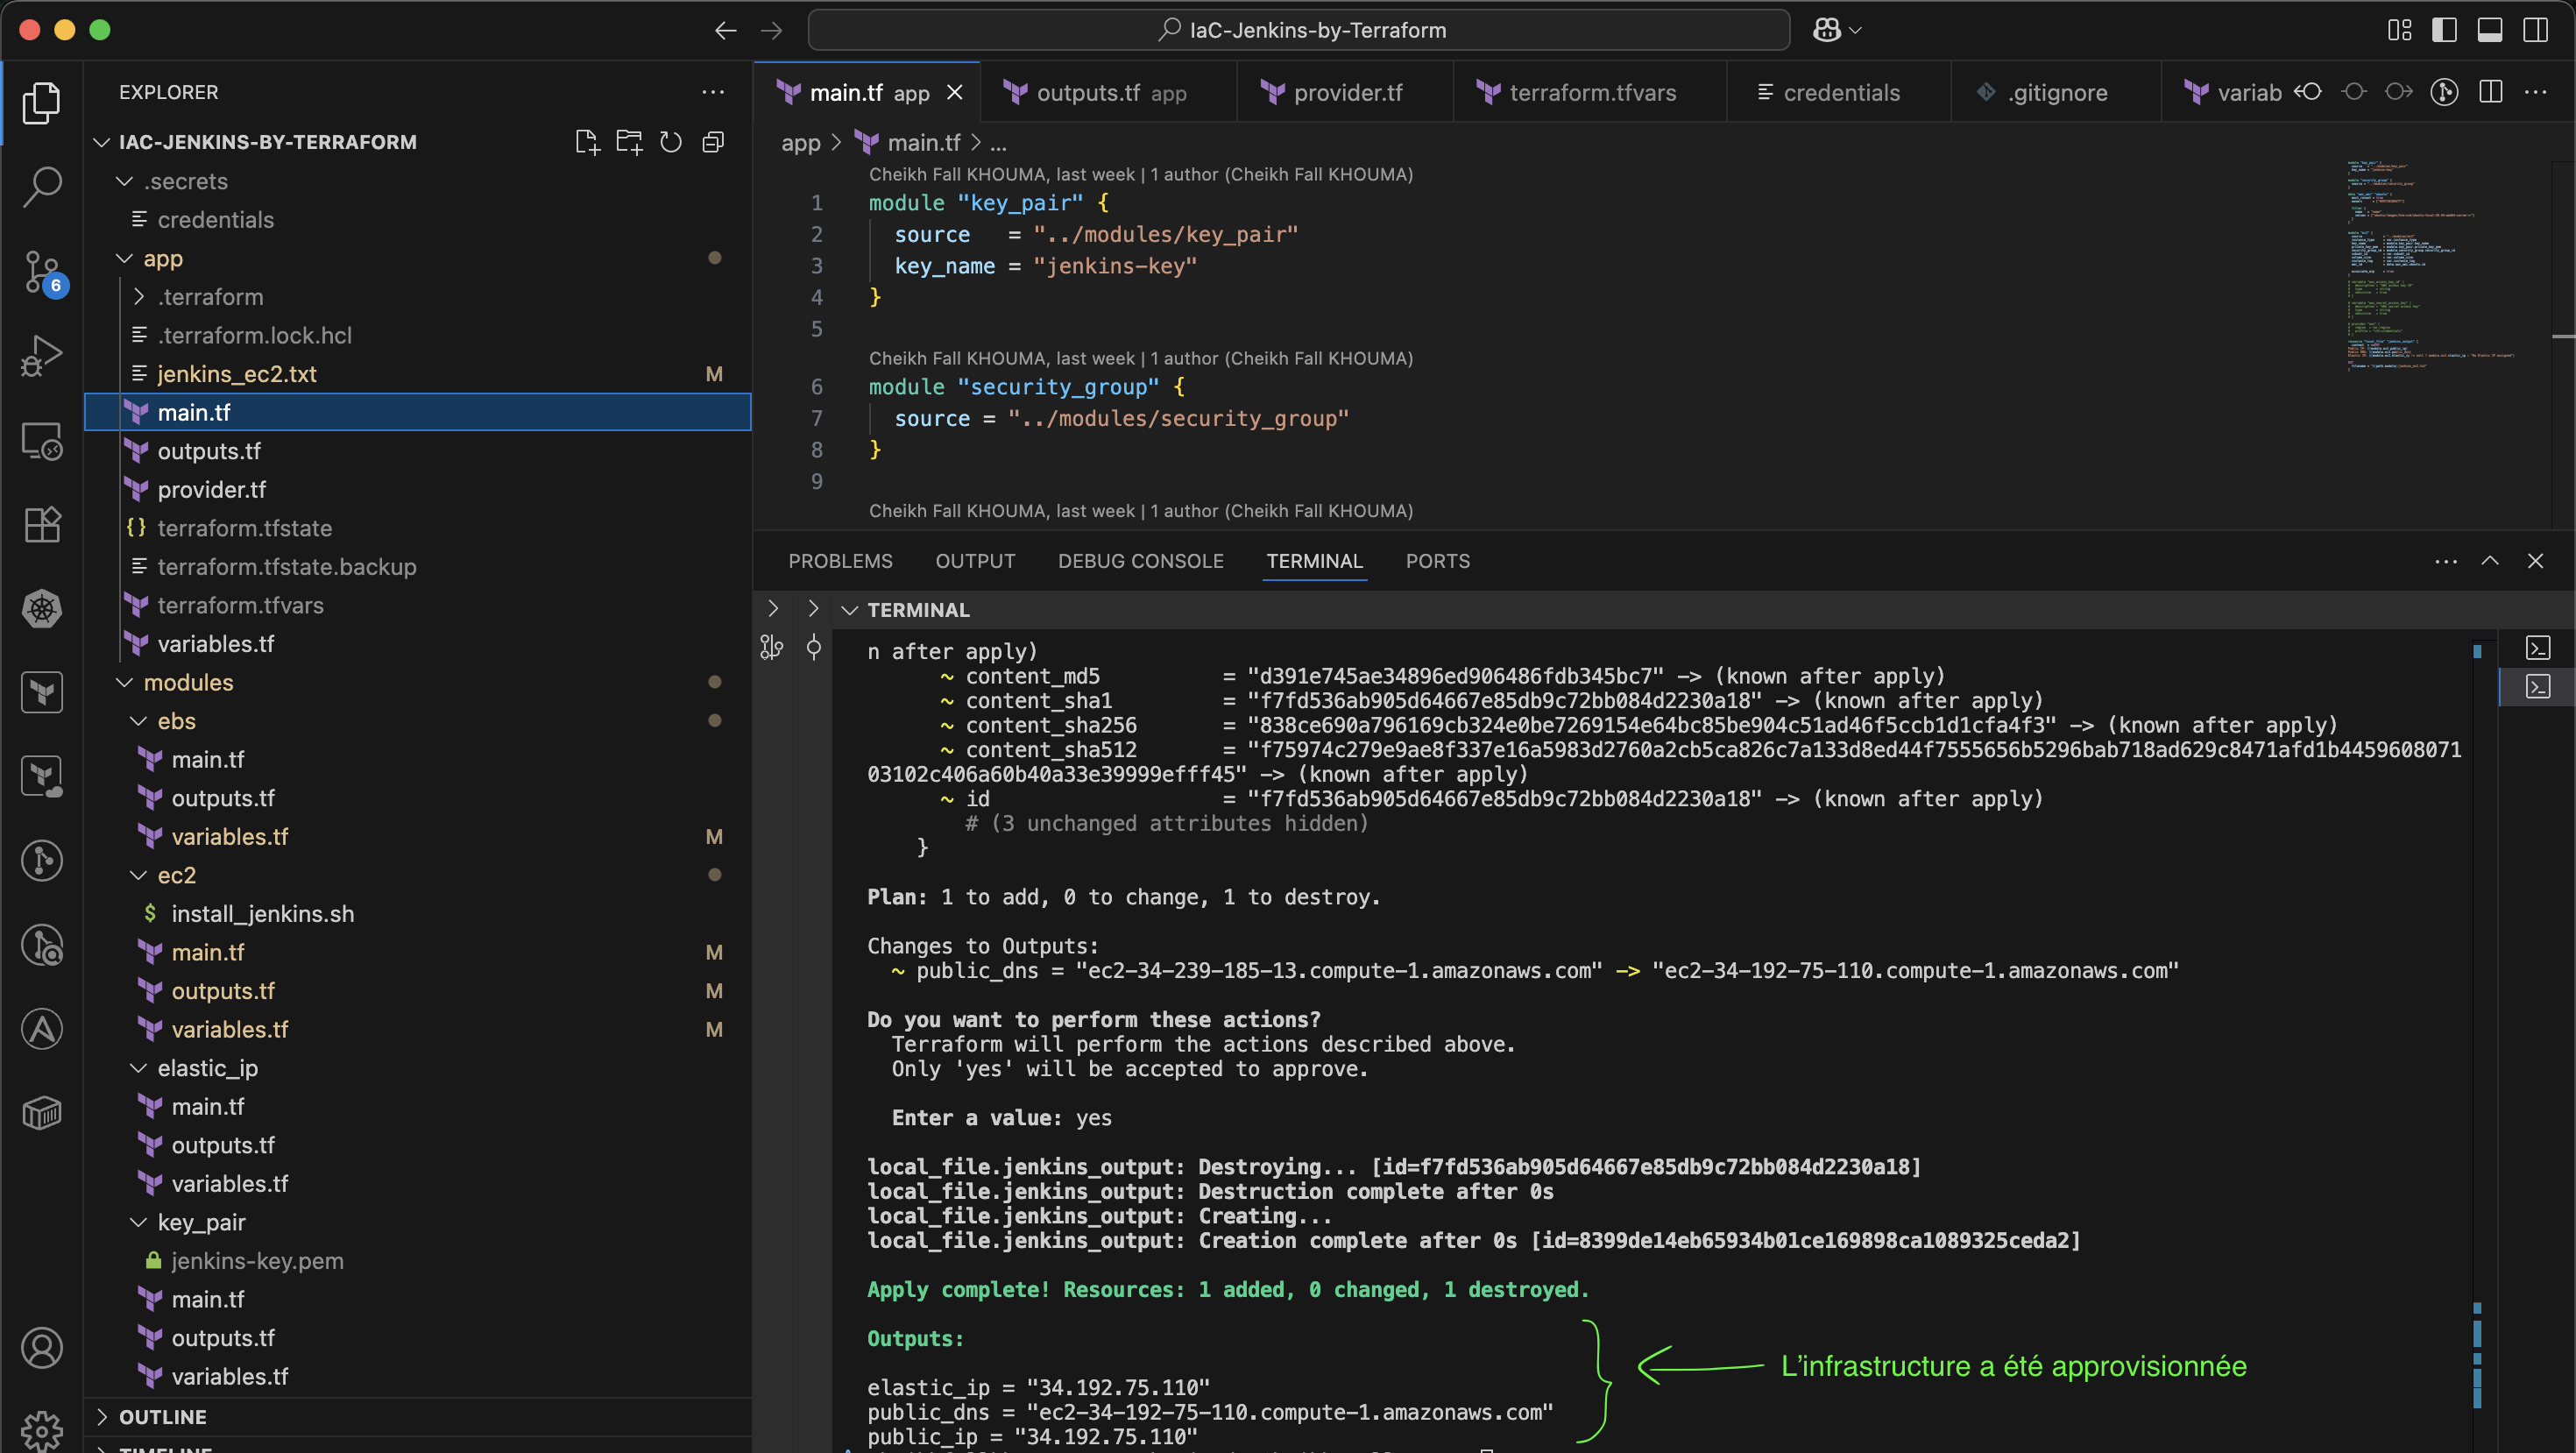 IaC-Jenkins-by-Terraform
EXPLORER
IAC-JENKINS-BY-TERRAFORM
.secrets
credentials
app
.terraform
.terraform.lock.hcl
jenkins_ec2.txt M
main.tf
outputs.tf
provider.tf
terraform.tfstate
terraform.tfstate.backup
terraform.tfvars
variables.tf
modules
ebs
main.tf
outputs.tf
variables.tf M
ec2
install_jenkins.sh
main.tf M
outputs.tf M
variables.tf M
elastic_ip
main.tf
outputs.tf
variables.tf
key_pair
jenkins-key.pem
main.tf
outputs.tf
variables.tf
OUTLINE
TIMELINE
6
main.tf app
outputs.tf app
provider.tf
terraform.tfvars
credentials
.gitignore
variab
app > main.tf > ...
Cheikh Fall KHOUMA, last week | 1 author (Cheikh Fall KHOUMA)
1 module "key_pair" {
2 source = "../modules/key_pair"
3 key_name = "jenkins-key"
4 }
5
Cheikh Fall KHOUMA, last week | 1 author (Cheikh Fall KHOUMA)
6 module "security_group" {
7 source = "../modules/security_group"
8 }
9
Cheikh Fall KHOUMA, last week | 1 author (Cheikh Fall KHOUMA)
PROBLEMS OUTPUT DEBUG CONSOLE TERMINAL PORTS
TERMINAL
n after apply)
~ content_md5 = "d391e745ae34896ed906486fdb345bc7" -> (known after apply)
~ content_sha1 = "f7fd536ab905d64667e85db9c72bb084d2230a18" -> (known after apply)
~ content_sha256 = "838ce690a796169cb324e0be7269154e64bc85be904c51ad46f5ccb1d1cfa4f3" -> (known after apply)
~ content_sha512 = "f75974c279e9ae8f337e16a5983d2760a2cb5ca826c7a133d8ed44f7555656b5296bab718ad629c8471afd1b4459608071
03102c406a60b40a33e39999efff45" -> (known after apply)
~ id = "f7fd536ab905d64667e85db9c72bb084d2230a18" -> (known after apply)
# (3 unchanged attributes hidden)
}
Plan: 1 to add, 0 to change, 1 to destroy.
Changes to Outputs:
~ public_dns = "ec2-34-239-185-13.compute-1.amazonaws.com" -> "ec2-34-192-75-110.compute-1.amazonaws.com"
Do you want to perform these actions?
Terraform will perform the actions described above.
Only 'yes' will be accepted to approve.
Enter a value: yes
local_file.jenkins_output: Destroying... [id=f7fd536ab905d64667e85db9c72bb084d2230a18]
local_file.jenkins_output: Destruction complete after 0s
local_file.jenkins_output: Creating...
local_file.jenkins_output: Creation complete after 0s [id=8399de14eb65934b01ce169898ca1089325ceda2]
Apply complete! Resources: 1 added, 0 changed, 1 destroyed.
Outputs:
elastic_ip = "34.192.75.110"
public_dns = "ec2-34-192-75-110.compute-1.amazonaws.com"
public_ip = "34.192.75.110"
L'infrastructure a été approvisionnée